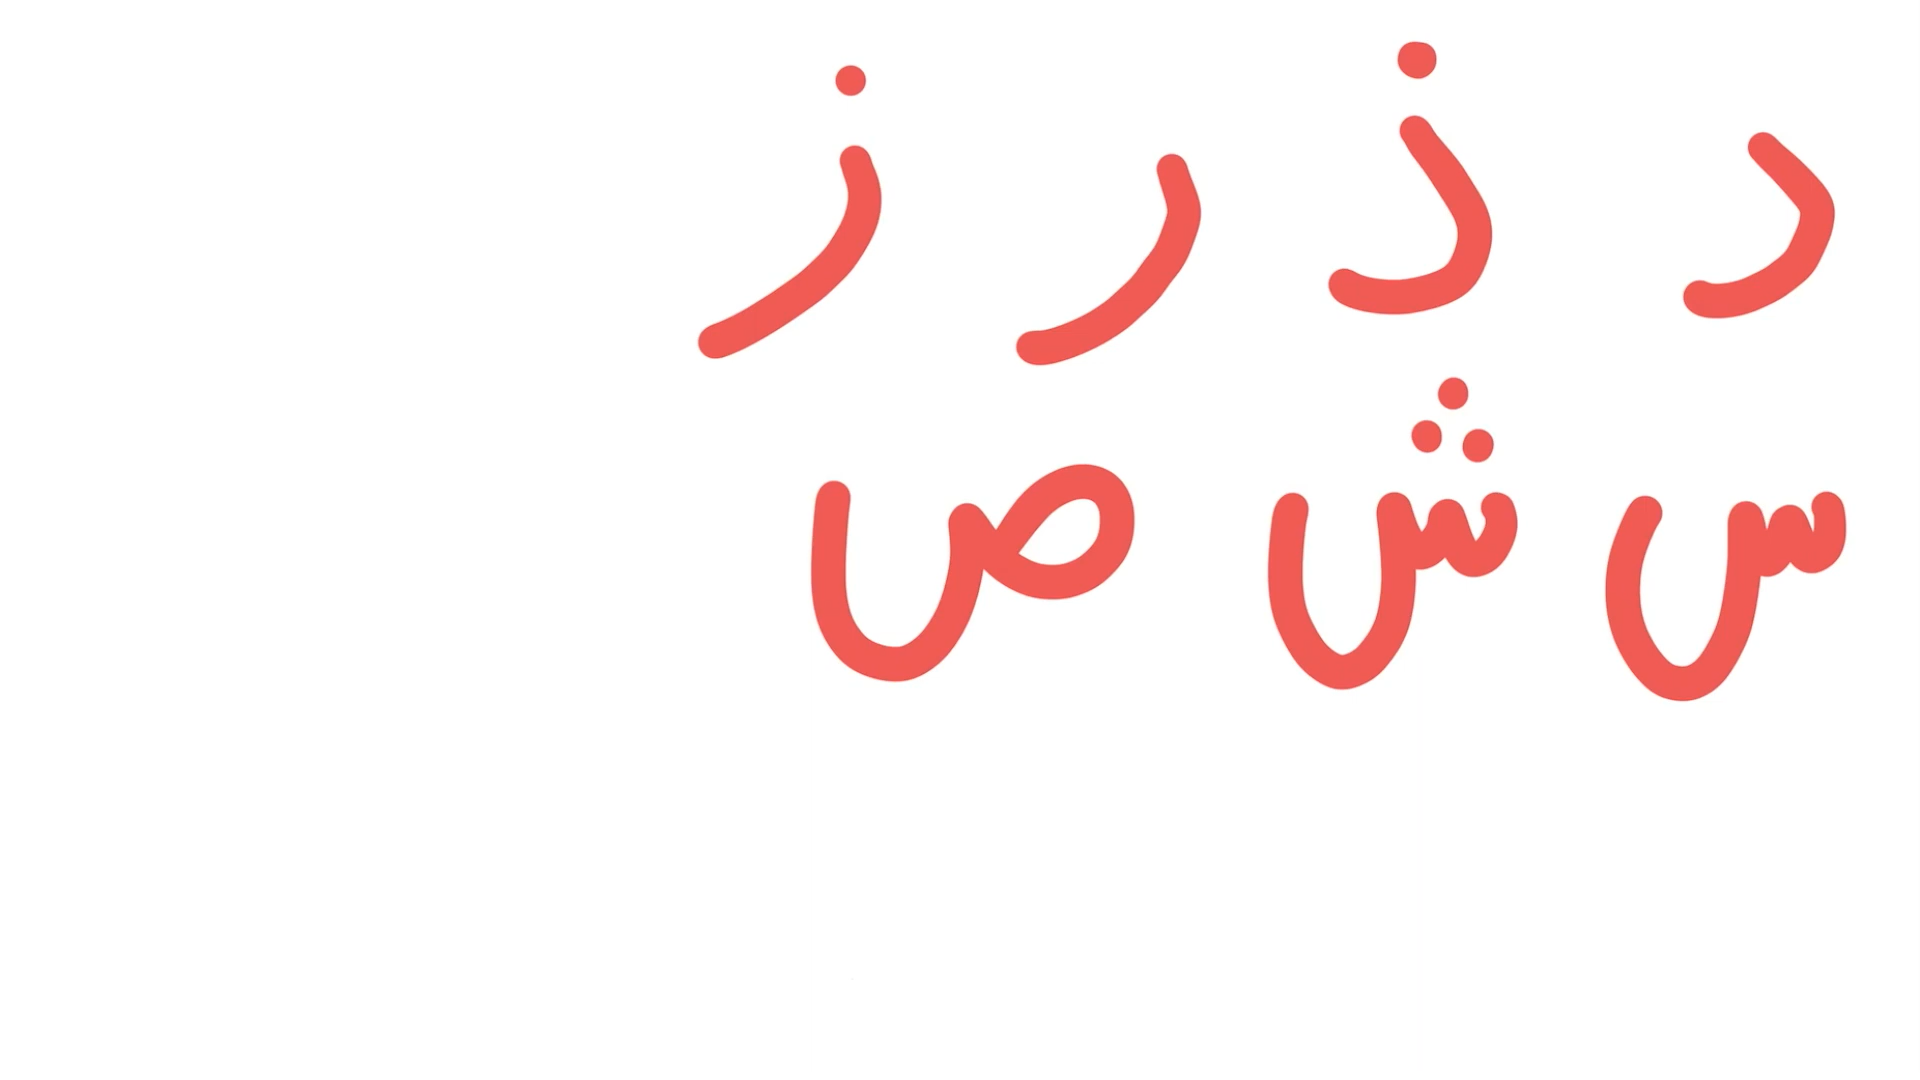 د ذ ر ز
س ش ص